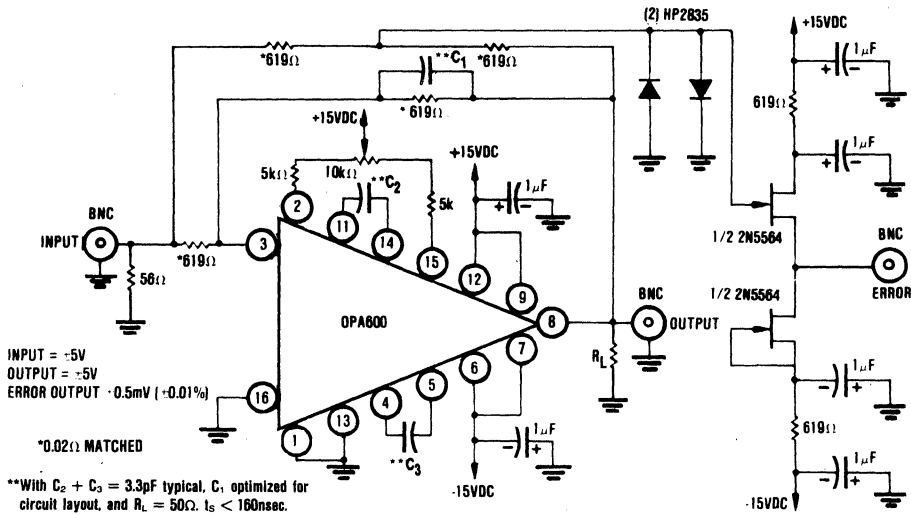 (2) HP2835
+15VDC
1μF
+ −
*619Ω
*619Ω
**C1
*619Ω
619Ω
+15VDC
1μF
+ −
5kΩ
10kΩ
**C2
5k
+15VDC
1μF
+ −
2
11
14
15
12
9
1/2 2N5564
BNC
INPUT
*619Ω
3
56Ω
OPA600
8
BNC
OUTPUT
1/2 2N5564
BNC
ERROR
INPUT = ±5V
OUTPUT = ±5V
ERROR OUTPUT ±0.5mV (±0.01%)
RL
16
1
13
4
5
6
7
**C3
1μF
− +
-15VDC
1μF
− +
619Ω
1μF
− +
-15VDC
*0.02Ω MATCHED
**With C2 + C3 = 3.3pF typical, C1 optimized for
circuit layout, and RL = 50Ω. ts < 160nsec.